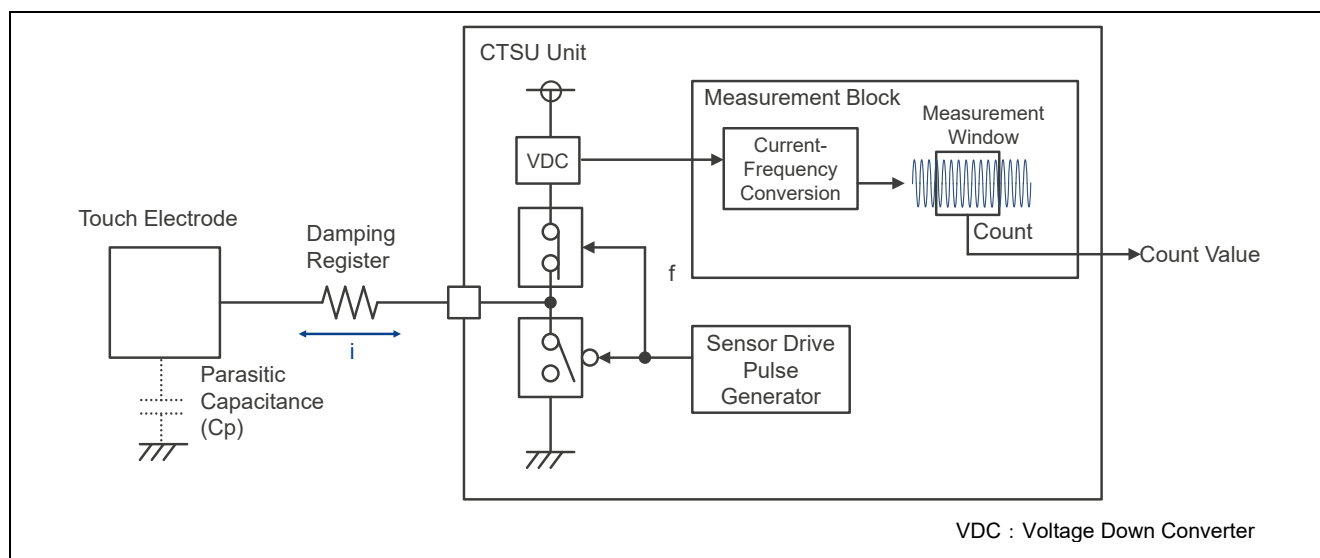 CTSU Unit
Measurement Block
Measurement
Window
VDC
Current-
Frequency
Conversion
Touch Electrode
Damping
Register
Count
f
Count Value
i
Sensor Drive
Pulse
Generator
Parasitic
Capacitance
(Cp)
VDC : Voltage Down Converter